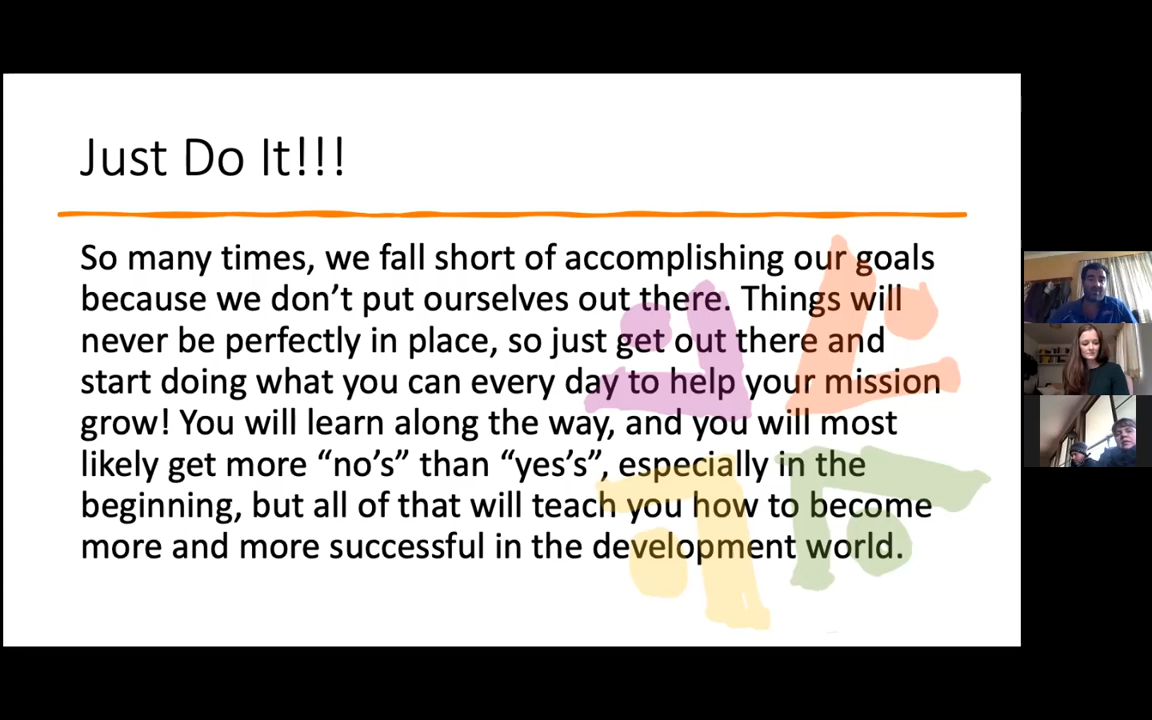 Just Do It!!!
So many times, we fall short of accomplishing our goals
because we don’t put ourselves out there. Things will
never be perfectly in place, so just get out there and
start doing what you can every day to help your mission
grow! You will learn along the way, and you will most
likely get more “no’s” than “yes’s”, especially in the
beginning, but all of that will teach you how to become
more and more successful in the development world.